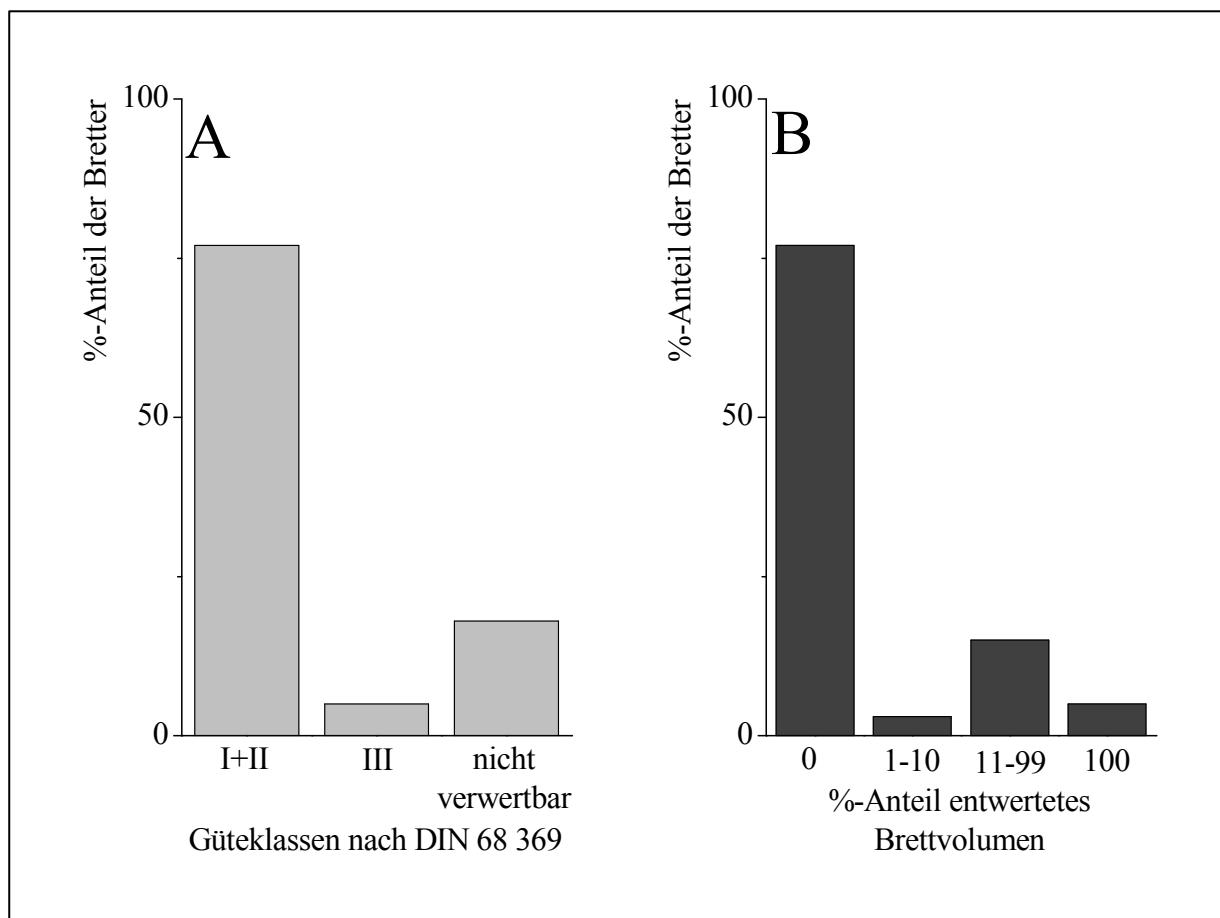 A
%-Anteil der Bretter
100
50
0
I+II
III
nicht
verwertbar
Güteklassen nach DIN 68 369
B
%-Anteil der Bretter
100
50
0
0
1-10
11-99
100
%-Anteil entwertetes
Brettvolumen